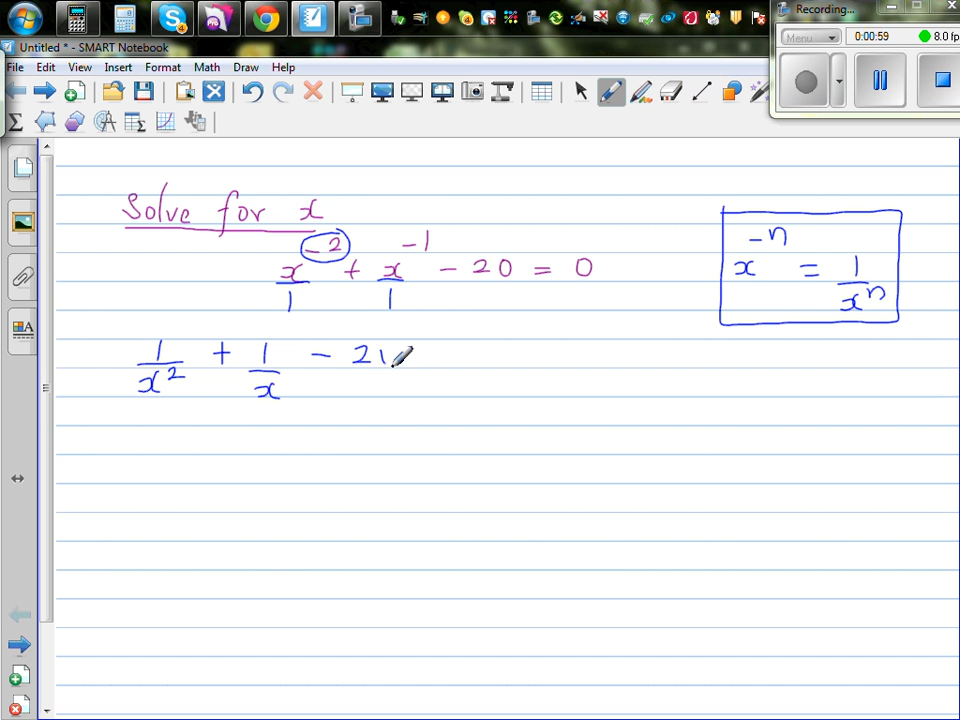 Recording...
Menu
0:00:59
8.0 fp
Untitled * - SMART Notebook
File Edit View Insert Format Math Draw Help
Solve for x
x^-2/1 + x^-1/1 - 20 = 0
x^-n = 1/x^n
1/x^2 + 1/x - 2